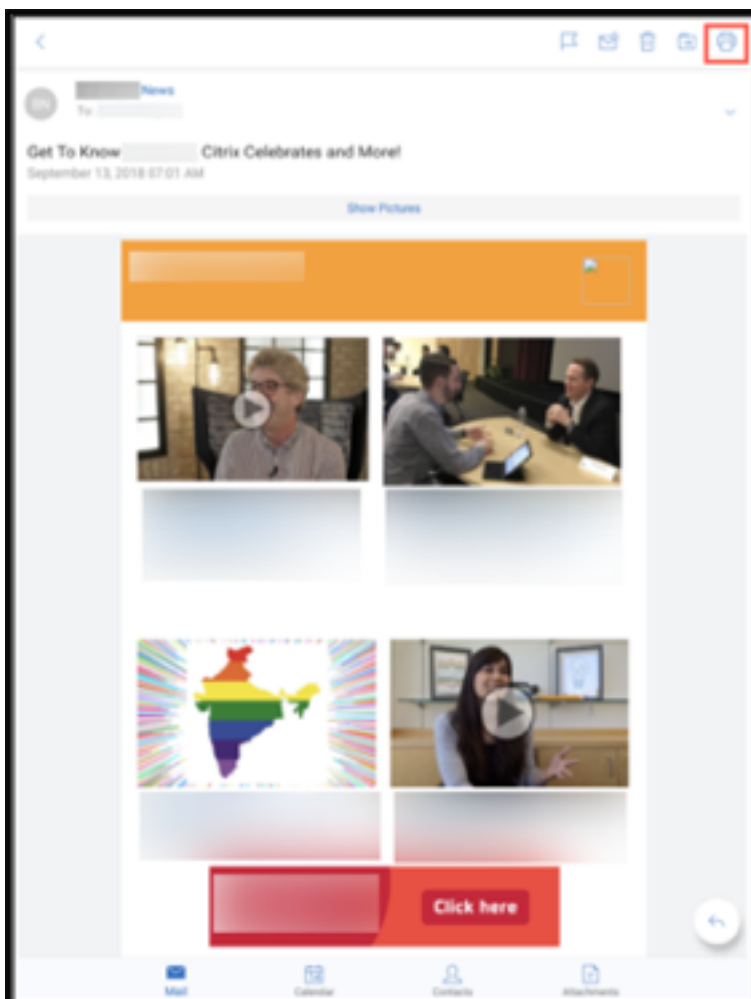 News
To:
Get To Know Citrix Celebrates and More!
September 13, 2018 07:01 AM
Show Pictures
Click here
Mail
Calendar
Contacts
Attachments